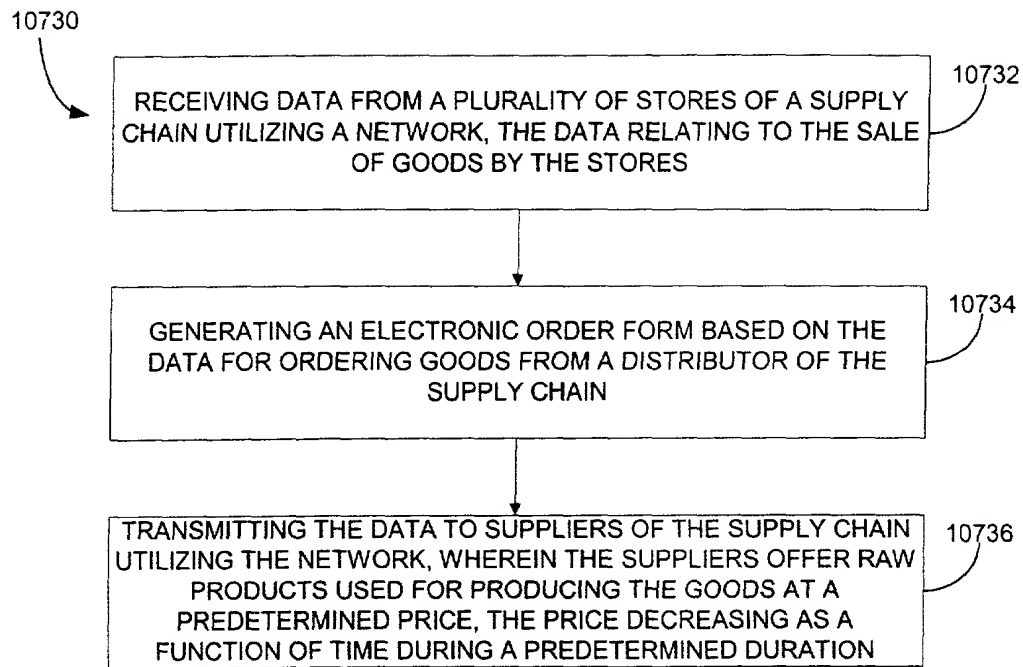 10730
10732
RECEIVING DATA FROM A PLURALITY OF STORES OF A SUPPLY
CHAIN UTILIZING A NETWORK, THE DATA RELATING TO THE SALE
OF GOODS BY THE STORES
10734
GENERATING AN ELECTRONIC ORDER FORM BASED ON THE
DATA FOR ORDERING GOODS FROM A DISTRIBUTOR OF THE
SUPPLY CHAIN
10736
TRANSMITTING THE DATA TO SUPPLIERS OF THE SUPPLY CHAIN
UTILIZING THE NETWORK, WHEREIN THE SUPPLIERS OFFER RAW
PRODUCTS USED FOR PRODUCING THE GOODS AT A
PREDETERMINED PRICE, THE PRICE DECREASING AS A
FUNCTION OF TIME DURING A PREDETERMINED DURATION